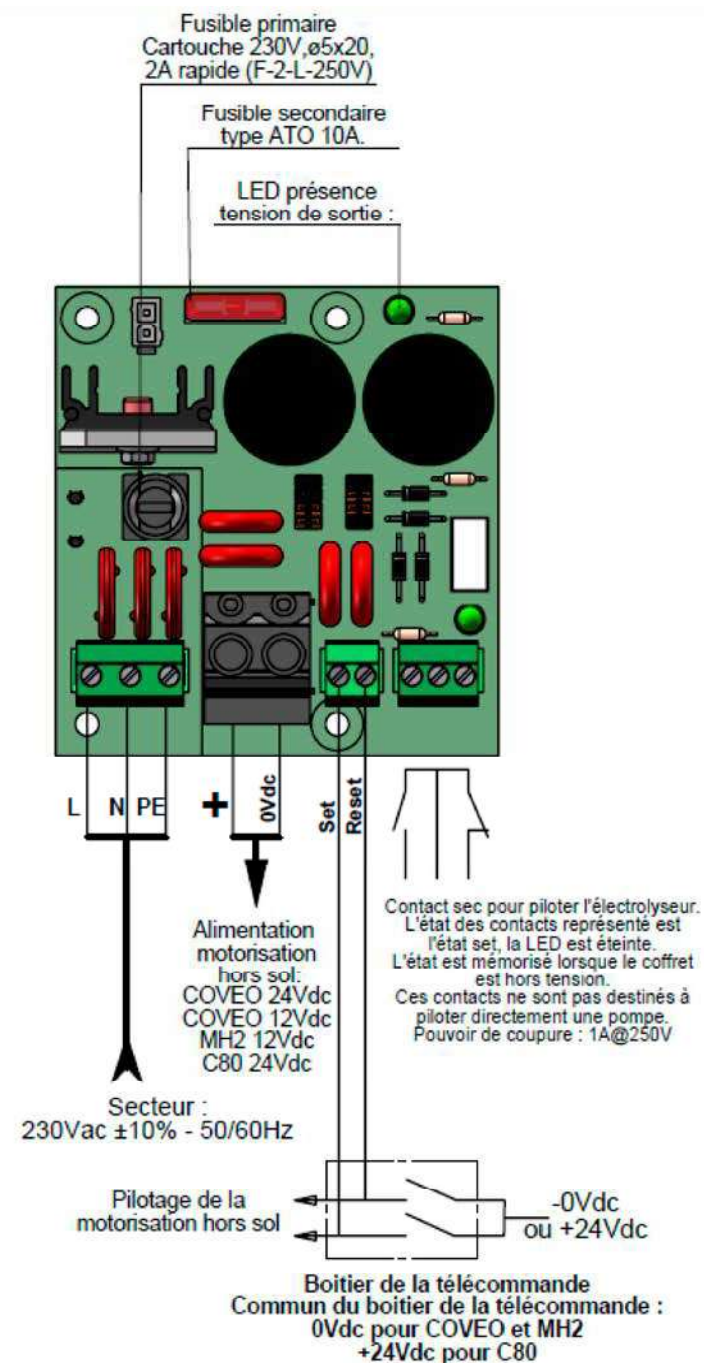 Fusible primaire
Cartouche 230V,ø5x20,
2A rapide (F-2-L-250V)
Fusible secondaire
type ATO 10A.
LED présence
tension de sortie :
L N PE
+
0Vdc
Set
Reset
Alimentation
motorisation
hors sol:
COVEO 24Vdc
COVEO 12Vdc
MH2 12Vdc
C80 24Vdc
Contact sec pour piloter l'électrolyseur.
L'état des contacts représenté est
l'état set, la LED est éteinte.
L'état est mémorisé lorsque le coffret
est hors tension.
Ces contacts ne sont pas destinés à
piloter directement une pompe.
Pouvoir de coupure : 1A@250V
Secteur :
230Vac ±10% - 50/60Hz
Pilotage de la
motorisation hors sol
-0Vdc
ou +24Vdc
Boitier de la télécommande
Commun du boitier de la télécommande :
0Vdc pour COVEO et MH2
+24Vdc pour C80